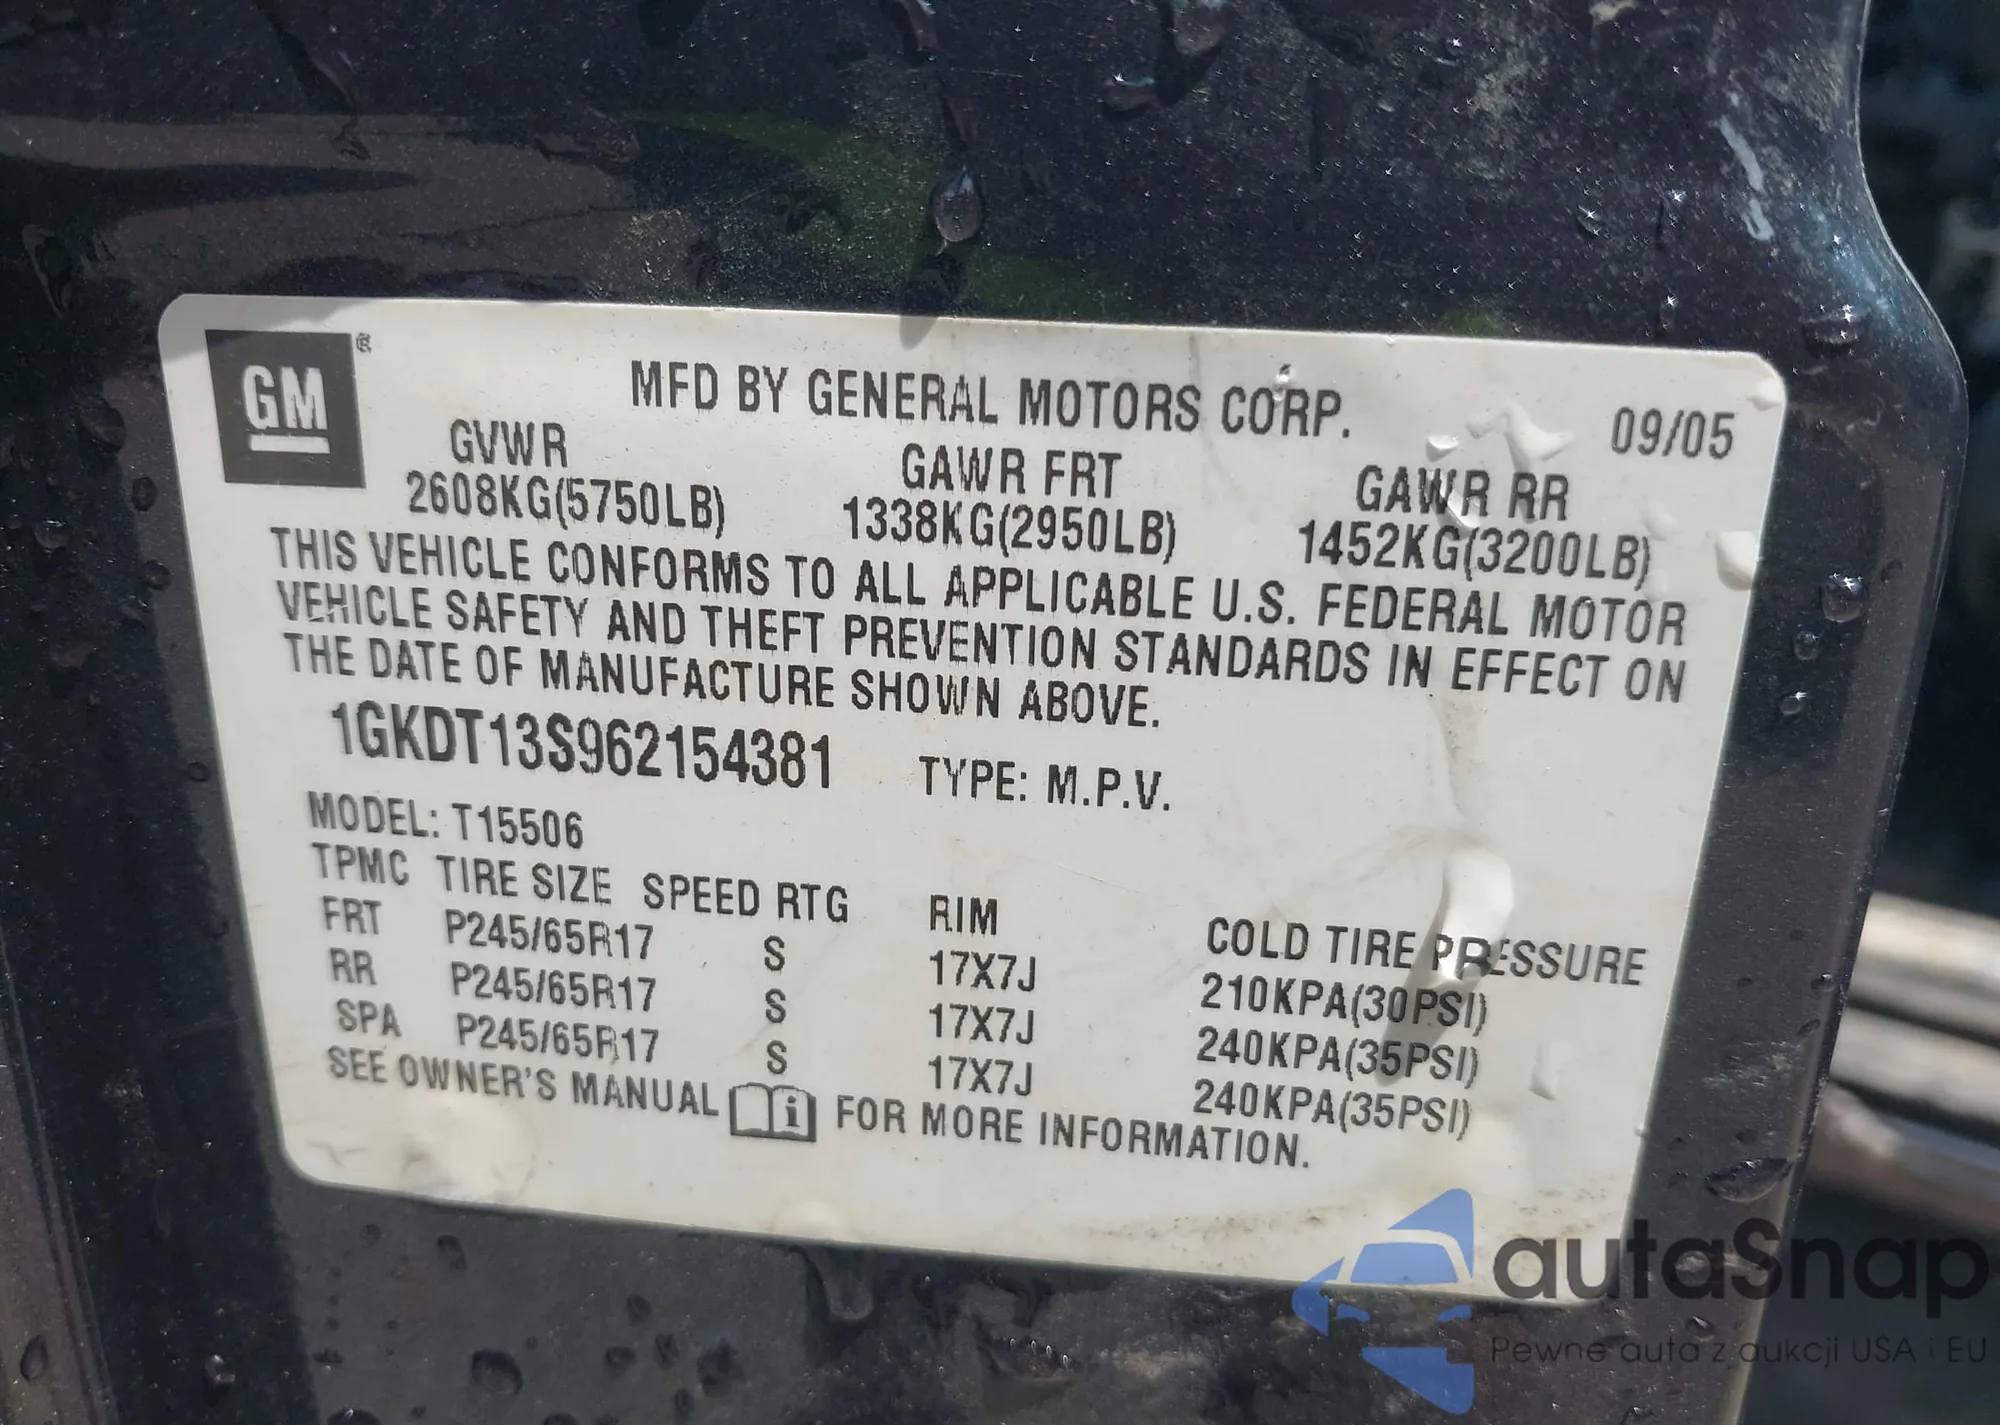 GM ®
MFD BY GENERAL MOTORS CORP. 09/05
GVWR GAWR FRT GAWR RR
2608KG(5750LB) 1338KG(2950LB) 1452KG(3200LB)
THIS VEHICLE CONFORMS TO ALL APPLICABLE U.S. FEDERAL MOTOR
VEHICLE SAFETY AND THEFT PREVENTION STANDARDS IN EFFECT ON
THE DATE OF MANUFACTURE SHOWN ABOVE.
1GKDT13S962154381 TYPE: M.P.V.
MODEL: T15506
TPMC TIRE SIZE SPEED RTG RIM COLD TIRE PRESSURE
FRT P245/65R17 S 17X7J 210KPA(30PSI)
RR P245/65R17 S 17X7J 240KPA(35PSI)
SPA P245/65R17 S 17X7J 240KPA(35PSI)
SEE OWNER'S MANUAL i FOR MORE INFORMATION.
autaSnap
Pewne auta z aukcji USA i EU